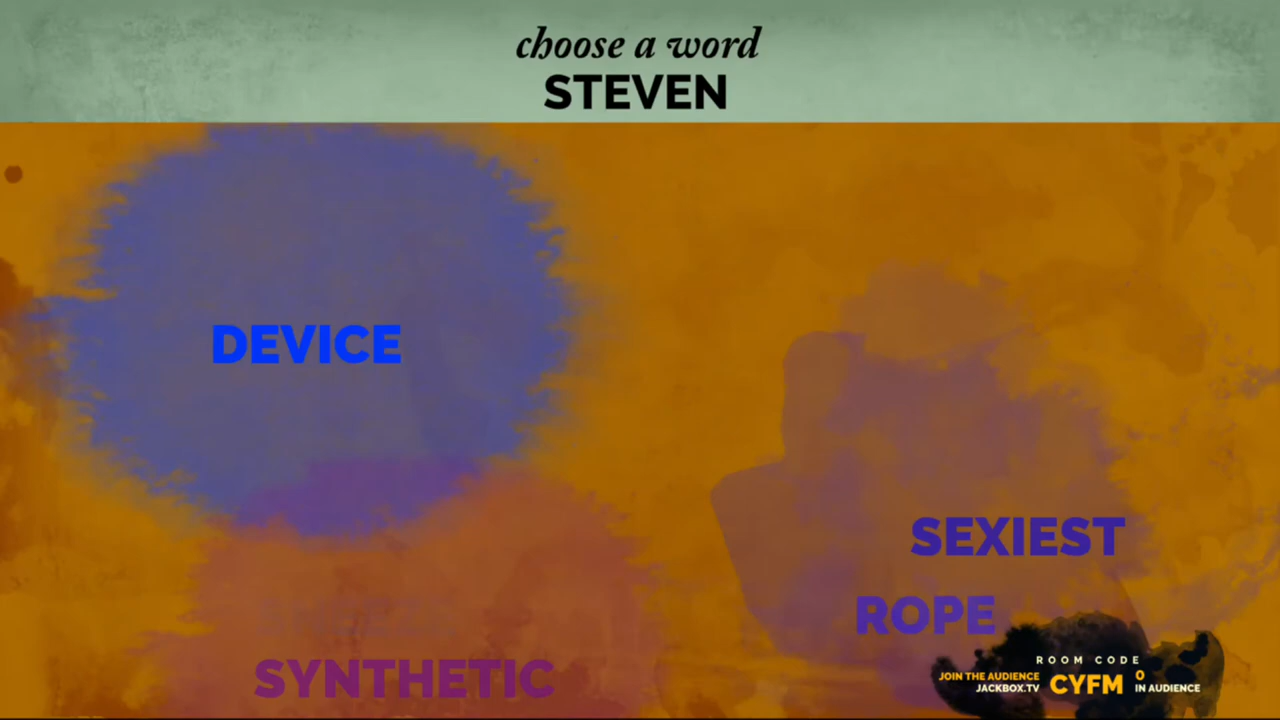 choose a word
STEVEN
DEVICE
SEXIEST
ROPE
SYNTHETIC
ROOM CODE
JOIN THE AUDIENCE
JACKBOX.TV
CYFM
0
IN AUDIENCE